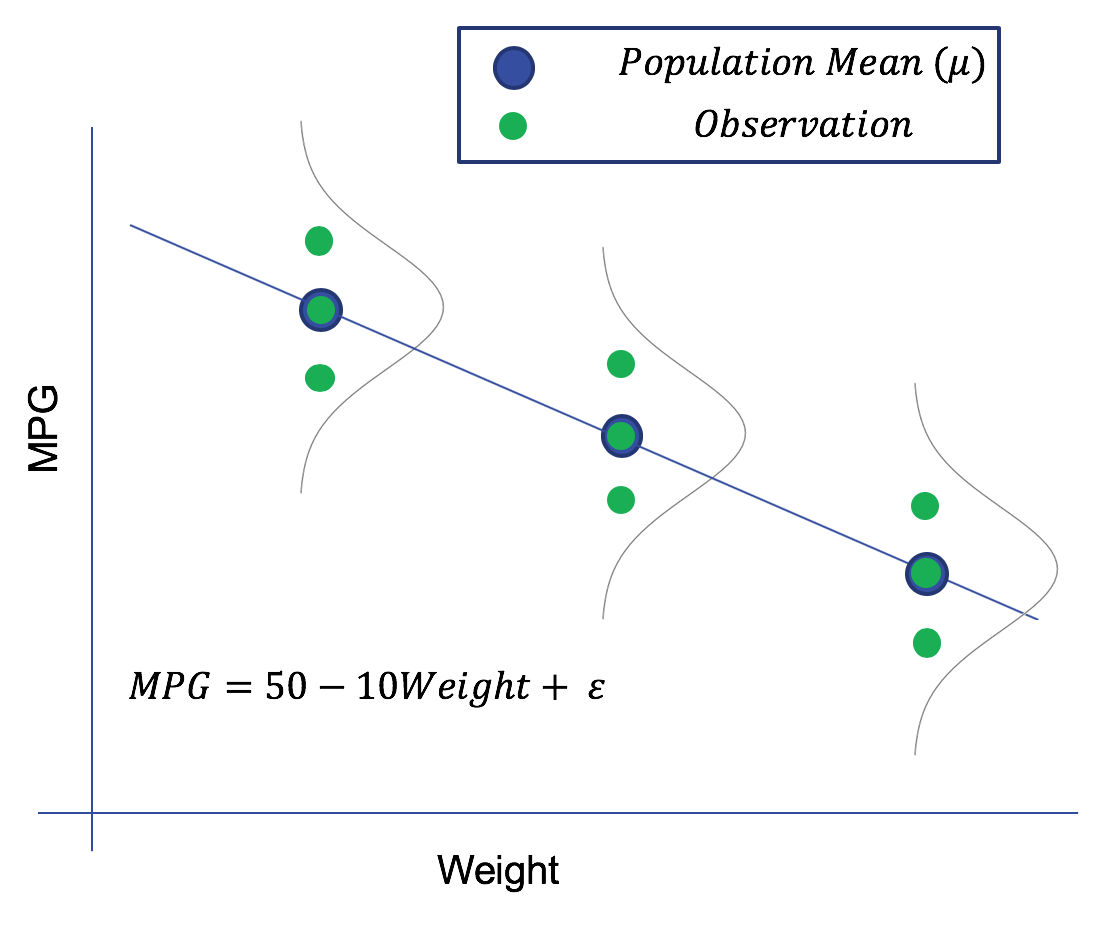 Population Mean (μ)
Observation
MPG
MPG = 50 − 10Weight + ε
Weight